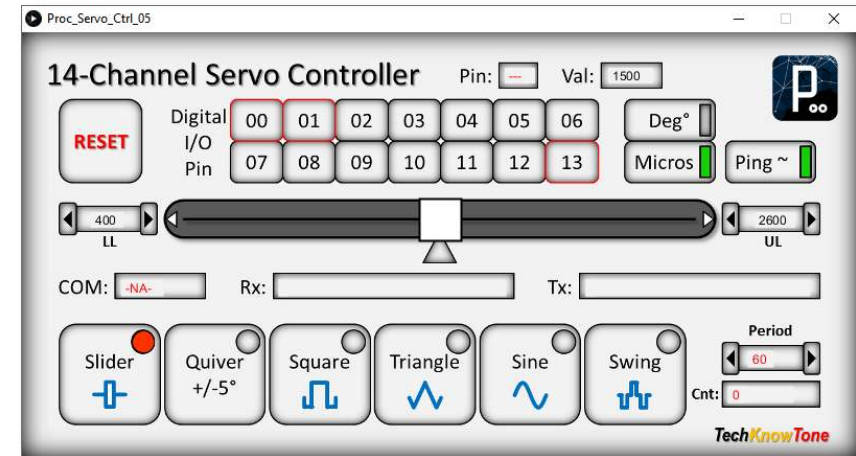 Proc_Servo_Ctrl_05
14-Channel Servo Controller Pin: --- Val: 1500
RESET
Digital I/O Pin
00 01 02 03 04 05 06
07 08 09 10 11 12 13
Deg°
Micros Ping ~
400
LL
2600
UL
COM: -NA- Rx: Tx:
Slider
Quiver
+/-5°
Square
Triangle
Sine
Swing
Period
60
Cnt: 0
TechKnowTone